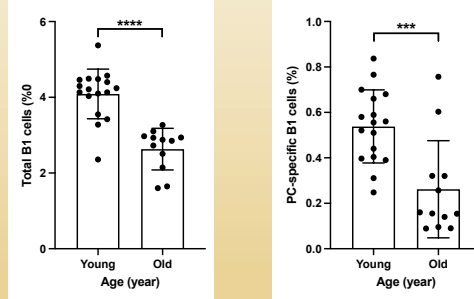 Total B1 cells (%0
6
4
2
0
****
Young
Old
Age (year)
PC-specific B1 cells (%)
1.0
0.8
0.6
0.4
0.2
0.0
***
Young
Old
Age (year)